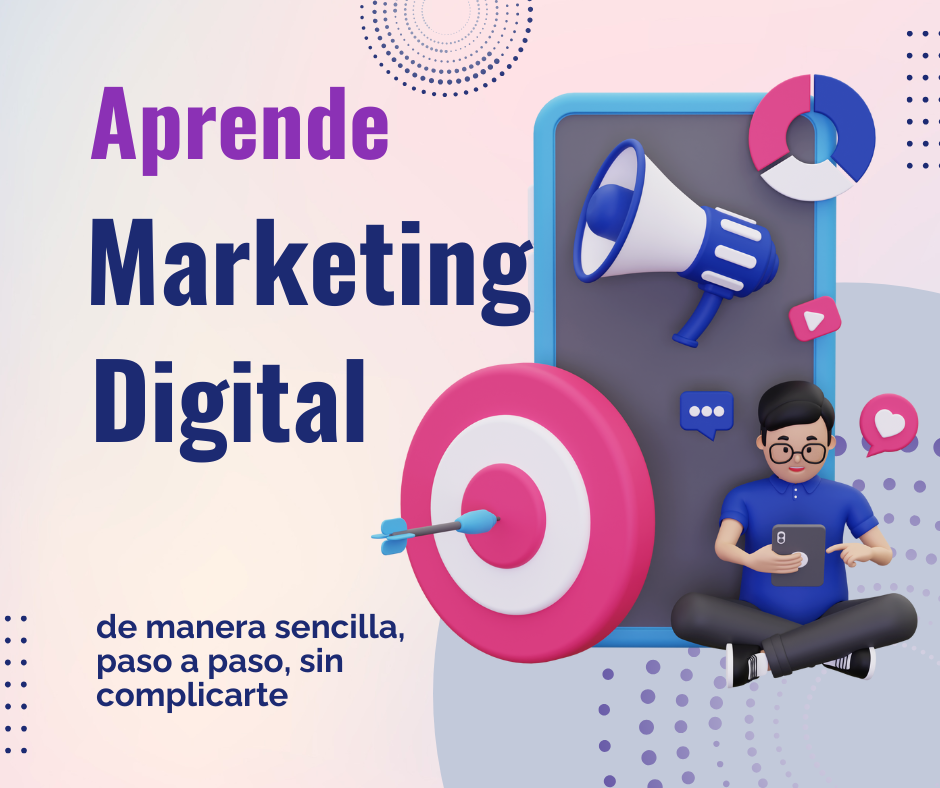 Aprende
Marketing
Digital
de manera sencilla,
paso a paso, sin
complicarte